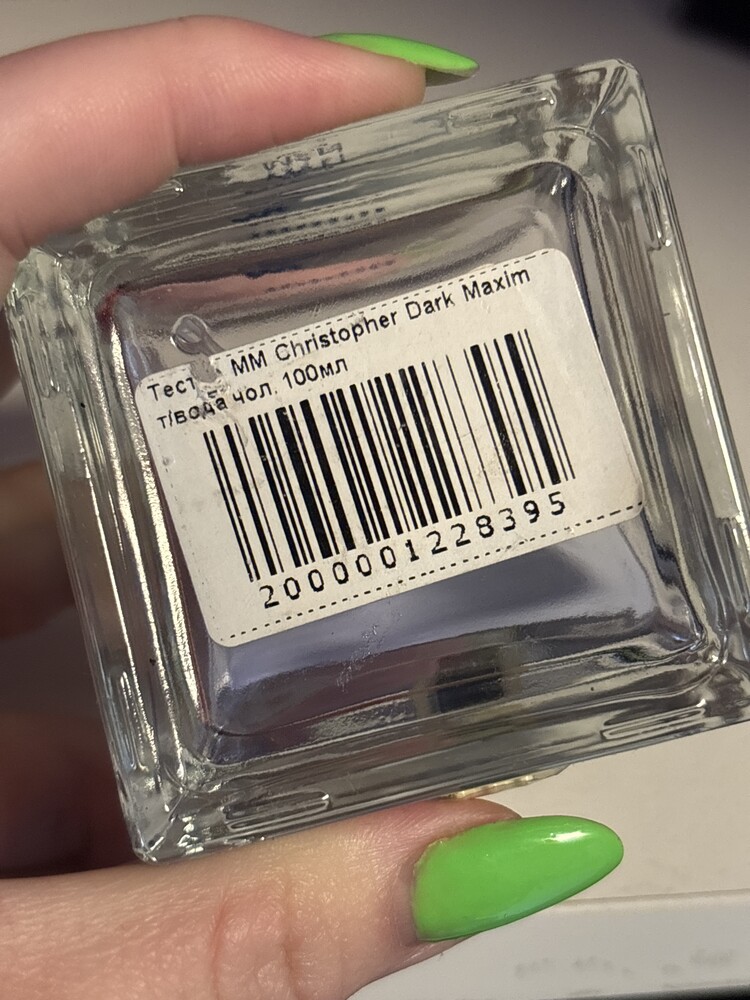 MM Christopher Dark Maxim
т/вода чол. 100мл
2000001228395